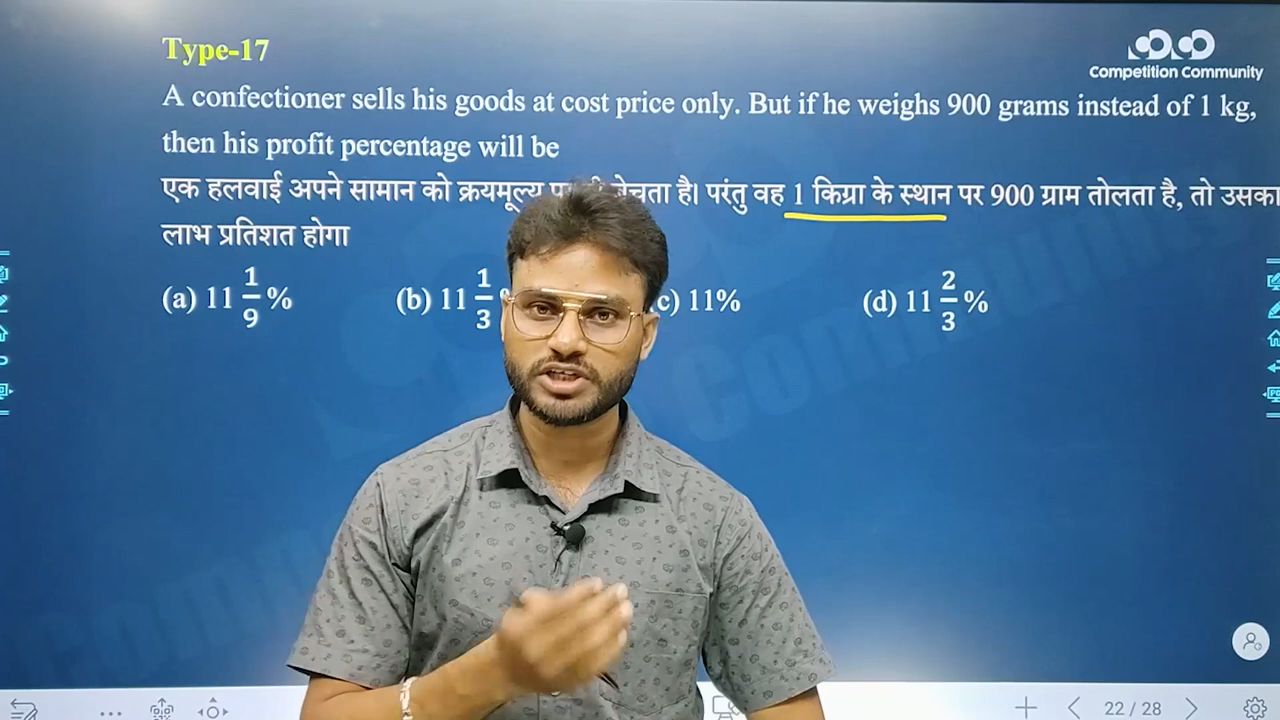 Type-17
Competition Community
A confectioner sells his goods at cost price only. But if he weighs 900 grams instead of 1 kg,
then his profit percentage will be
एक हलवाई अपने सामान को क्रयमूल्य बेचता है। परंतु वह 1 किग्रा के स्थान पर 900 ग्राम तोलता है, तो उसका
लाभ प्रतिशत होगा
(a) 11 1/9 % (b) 11 1/3 c) 11% (d) 11 2/3 %
22 / 28